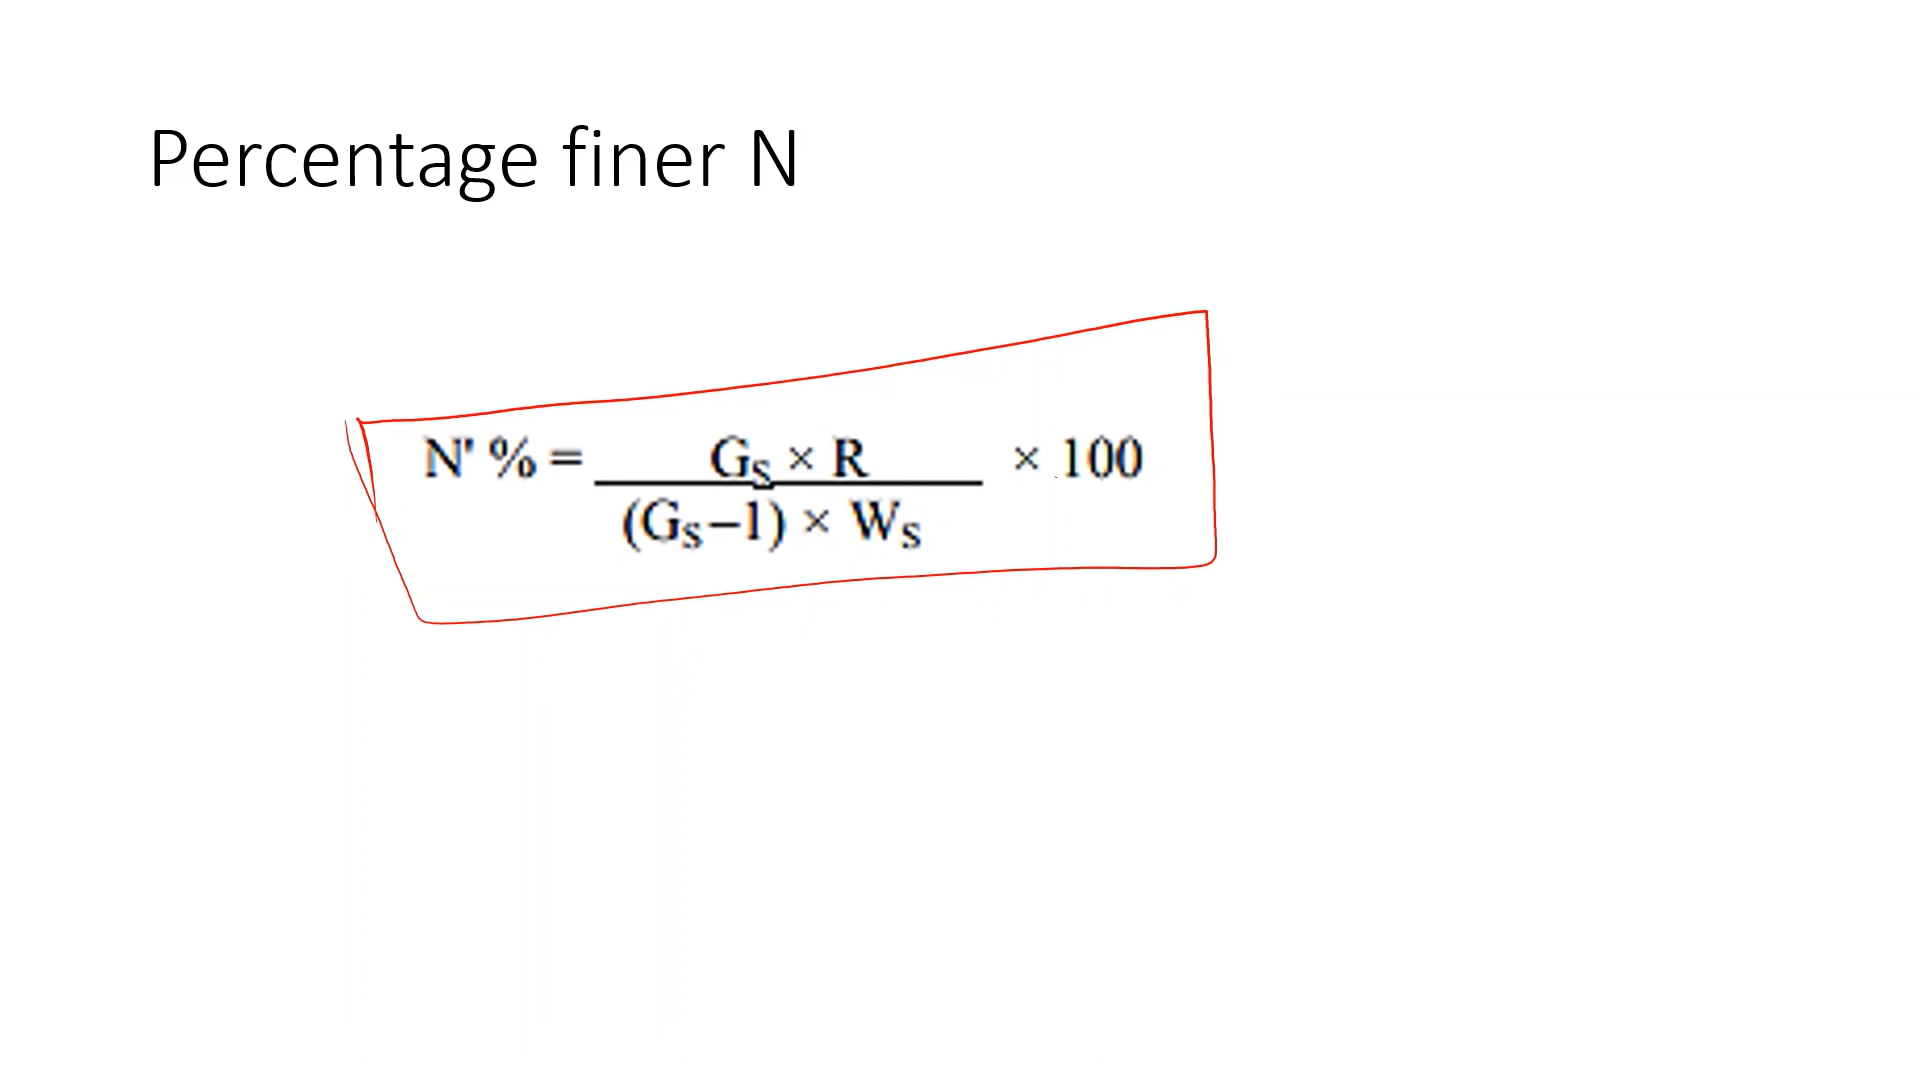 Percentage finer N
N' % = GS × R × 100
(GS−1) × WS